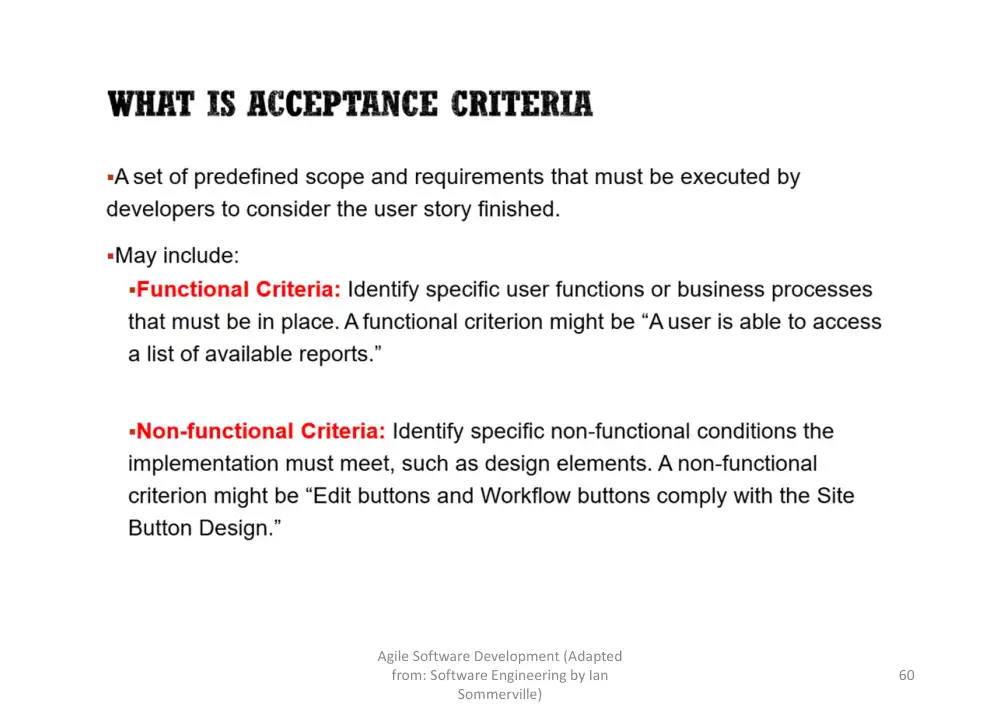 WHAT IS ACCEPTANCE CRITERIA
▪A set of predefined scope and requirements that must be executed by
developers to consider the user story finished.
▪May include:
▪Functional Criteria: Identify specific user functions or business processes
that must be in place. A functional criterion might be “A user is able to access
a list of available reports.”
▪Non-functional Criteria: Identify specific non-functional conditions the
implementation must meet, such as design elements. A non-functional
criterion might be “Edit buttons and Workflow buttons comply with the Site
Button Design.”
Agile Software Development (Adapted
from: Software Engineering by Ian
Sommerville)
60